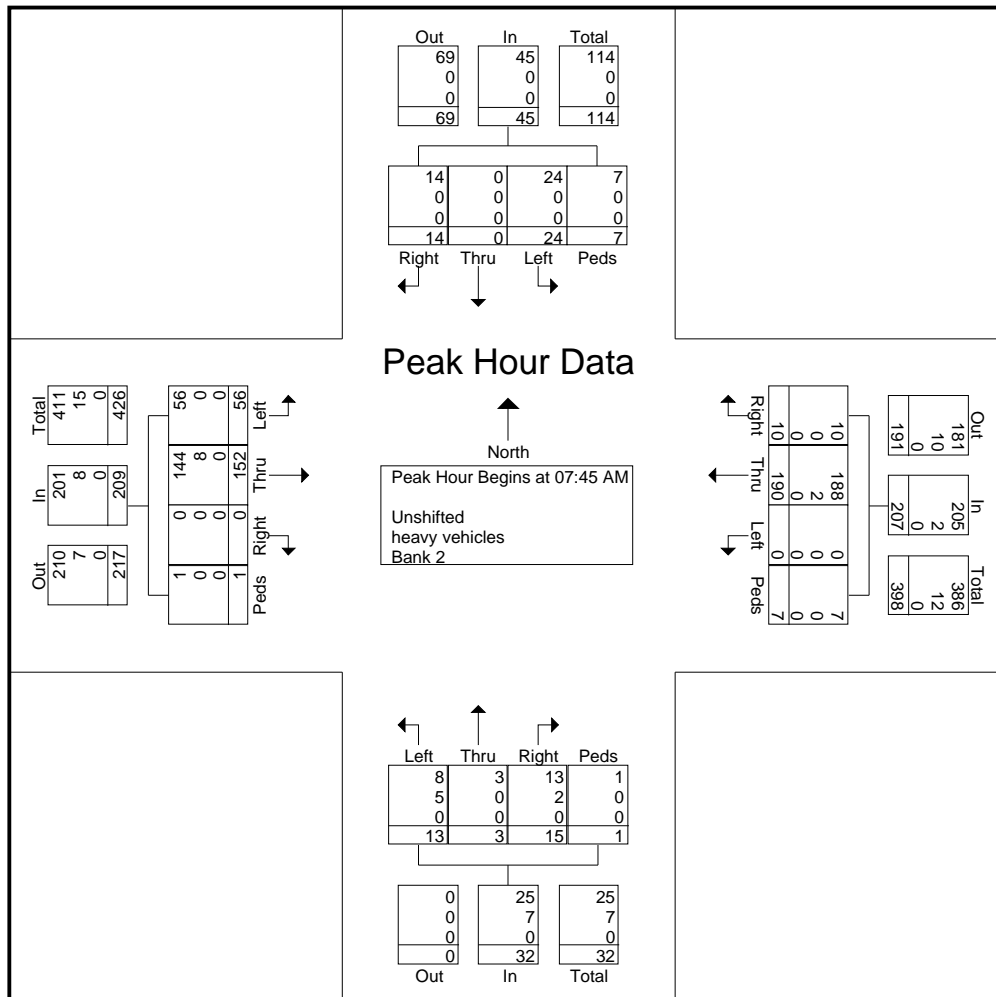 Out In Total
69 45 114
0 0 0
0 0 0
69 45 114
14 0 24 7
0 0 0 0
0 0 0 0
14 0 24 7
Right Thru Left Peds
Peak Hour Data
North
Peak Hour Begins at 07:45 AM
Unshifted
heavy vehicles
Bank 2
Total
411
15
0
426
In
201
8
0
209
Out
210
7
0
217
56
0
0
56
Left
144
8
0
152
Thru
0
0
0
0
Right
1
0
0
1
Peds
Right
10
0
0
10
Thru
190
0
2
188
Left
0
0
0
0
Peds
7
0
0
7
Out
181
10
0
191
In
205
2
0
207
Total
386
12
0
398
Left Thru Right Peds
8 3 13 1
5 0 2 0
0 0 0 0
13 3 15 1
0 25 25
0 7 7
0 0 0
0 32 32
Out In Total